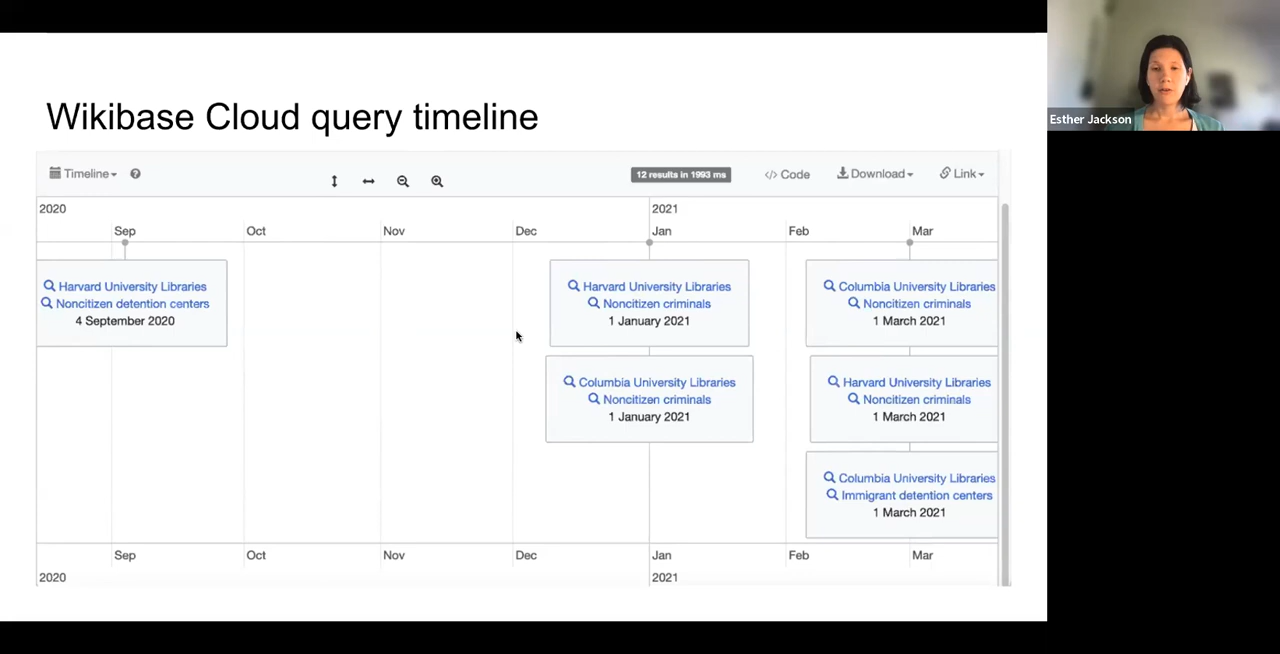 Esther Jackson
Wikibase Cloud query timeline
Timeline
12 results in 1993 ms
</> Code
Download
Link
2020
2021
Sep
Oct
Nov
Dec
Jan
Feb
Mar
Harvard University Libraries
Noncitizen detention centers
4 September 2020
Harvard University Libraries
Noncitizen criminals
1 January 2021
Columbia University Libraries
Noncitizen criminals
1 March 2021
Columbia University Libraries
Noncitizen criminals
1 January 2021
Harvard University Libraries
Noncitizen criminals
1 March 2021
Columbia University Libraries
Immigrant detention centers
1 March 2021
Sep
Oct
Nov
Dec
Jan
Feb
Mar
2020
2021